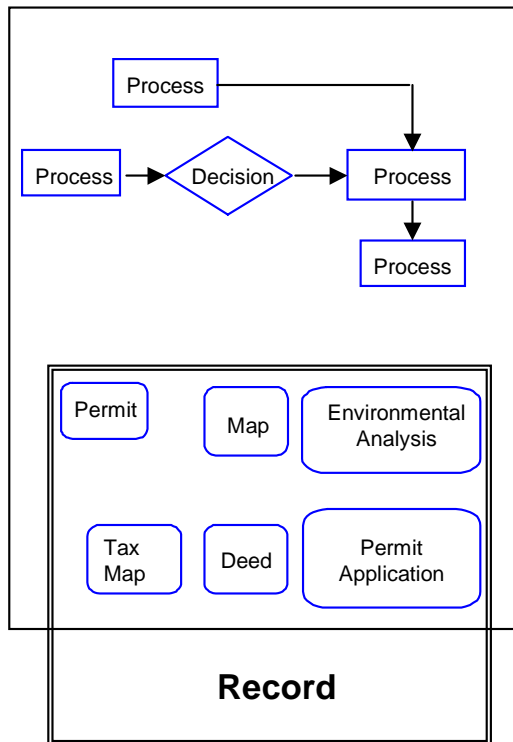 Process
Process
Decision
Process
Process
Permit
Map
Environmental
Analysis
Tax
Map
Deed
Permit
Application
Record